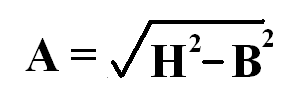 A = √H²−B²